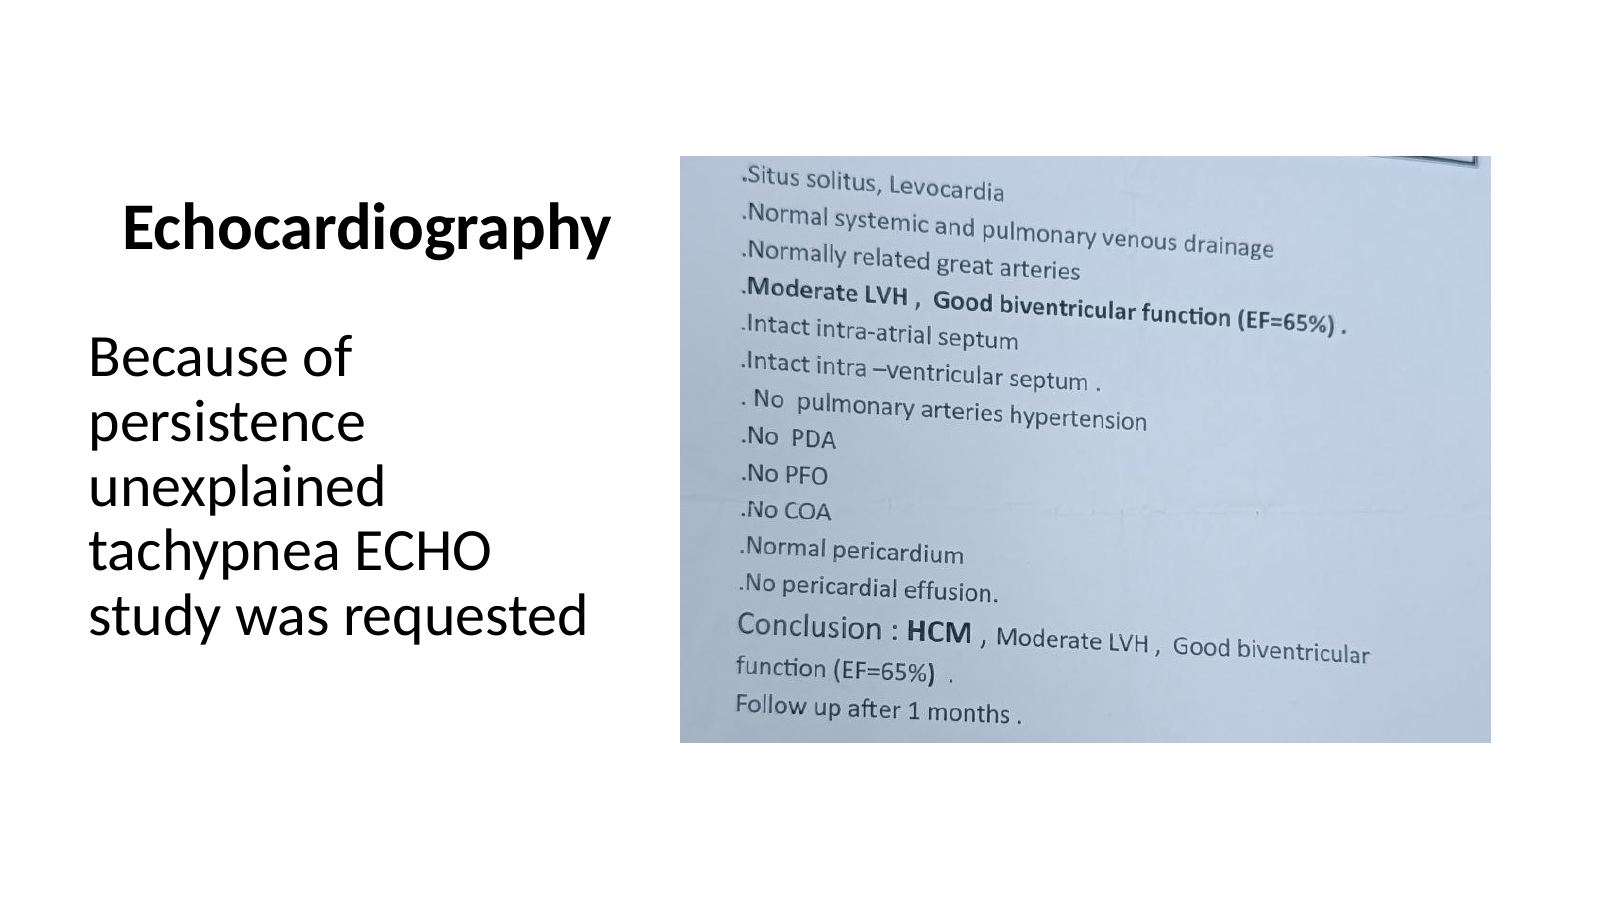 Echocardiography
Because of
persistence
unexplained
tachypnea ECHO
study was requested
.Situs solitus, Levocardia
.Normal systemic and pulmonary venous drainage
.Normally related great arteries
.Moderate LVH , Good biventricular function (EF=65%) .
.Intact intra-atrial septum
.Intact intra –ventricular septum .
. No pulmonary arteries hypertension
.No PDA
.No PFO
.No COA
.Normal pericardium
.No pericardial effusion.
Conclusion : HCM , Moderate LVH , Good biventricular
function (EF=65%) .
Follow up after 1 months .